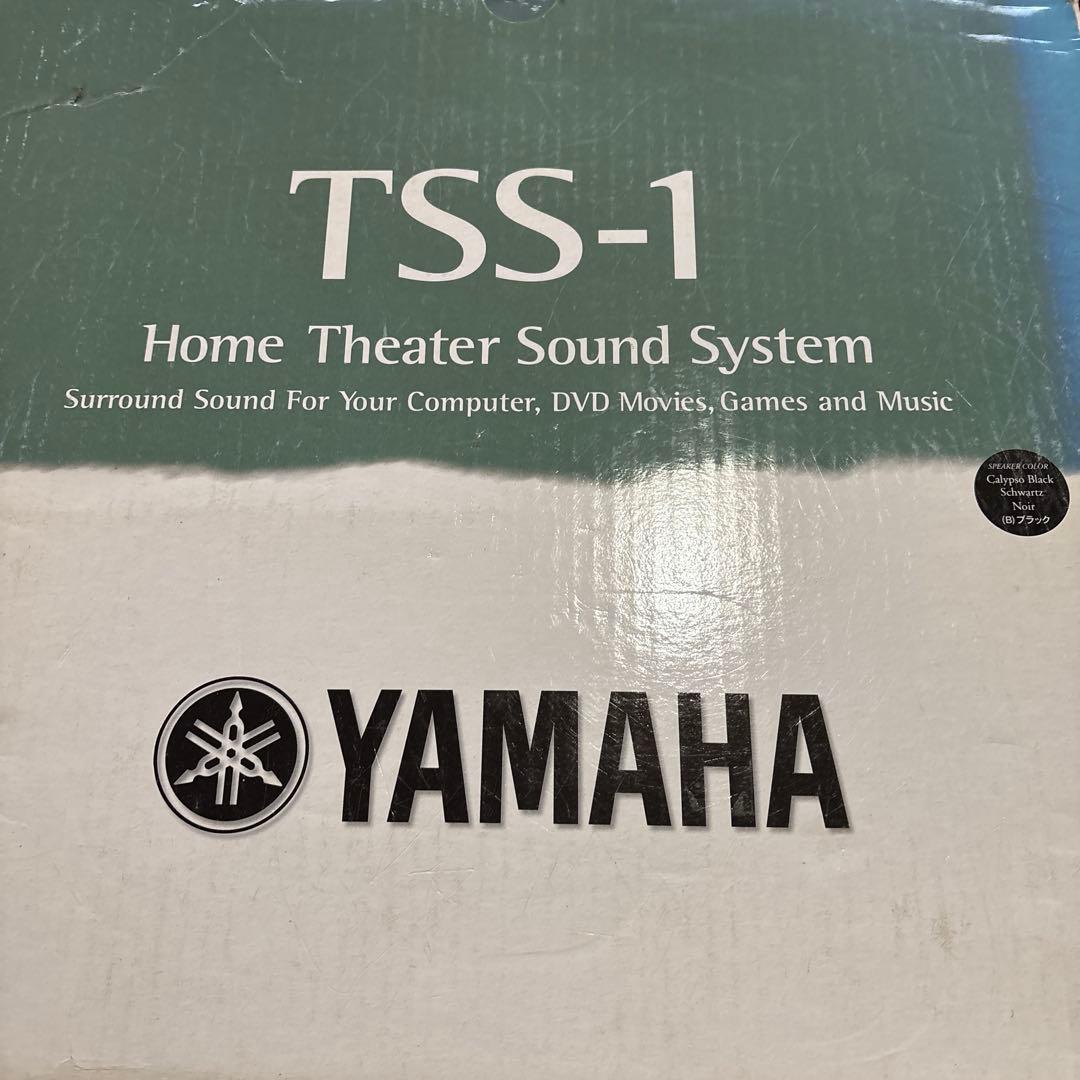 TSS-1
Home Theater Sound System
Surround Sound For Your Computer, DVD Movies, Games and Music
SPEAKER COLOR
Calypso Black
Schwartz
Noir
(B)ブラック
YAMAHA